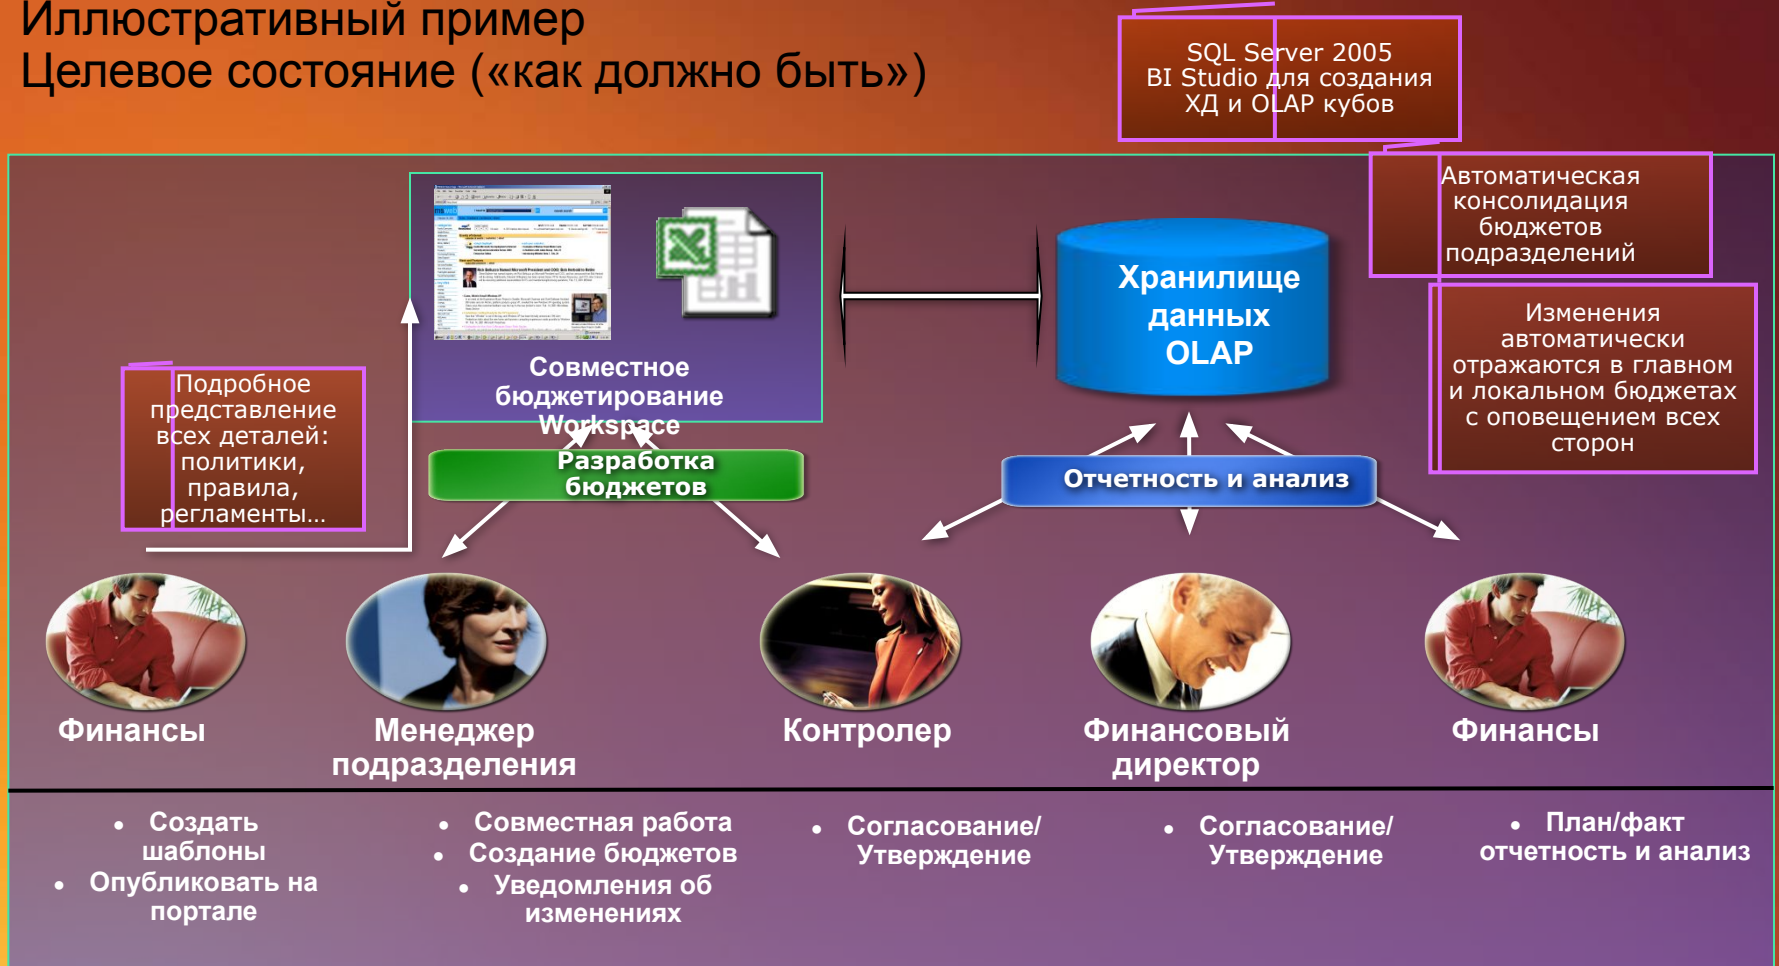 Иллюстративный пример
Целевое состояние («как должно быть»)
SQL Server 2005
BI Studio для создания
ХД и OLAP кубов
Автоматическая
консолидация
бюджетов
подразделений
Изменения
автоматически
отражаются в главном
и локальном бюджетах
с оповещением всех
сторон
Хранилище
данных
OLAP
Совместное
бюджетирование
Workspace
Подробное
представление
всех деталей:
политики,
правила,
регламенты...
Разработка
бюджетов
Отчетность и анализ
Финансы
Менеджер
подразделения
Контролер
Финансовый
директор
Финансы
• Создать
шаблоны
• Опубликовать на
портале
• Совместная работа
• Создание бюджетов
• Уведомления об
изменениях
• Согласование/
Утверждение
• Согласование/
Утверждение
• План/факт
отчетность и анализ